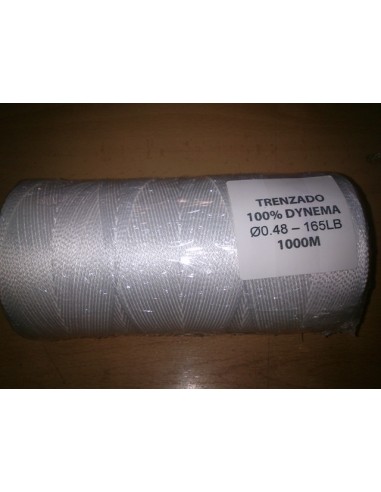 TRENZADO
100% DYNEMA
Ø0.48 – 165LB
1000M